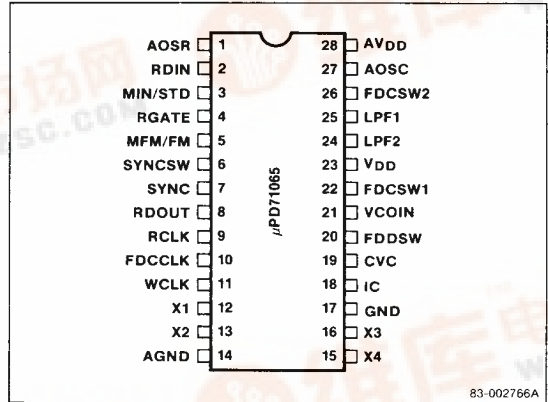 AOSR 1 28 AVDD
RDIN 2 27 AOSC
MIN/STD 3 26 FDCSW2
RGATE 4 25 LPF1
MFM/FM 5 24 LPF2
SYNCSW 6 23 VDD
SYNC 7 22 FDCSW1
RDOUT 8 21 VCOIN
RCLK 9 20 FDDSW
FDCCLK 10 19 CVC
WCLK 11 18 IC
X1 12 17 GND
X2 13 16 X3
AGND 14 15 X4
μPD71065
83-002766A